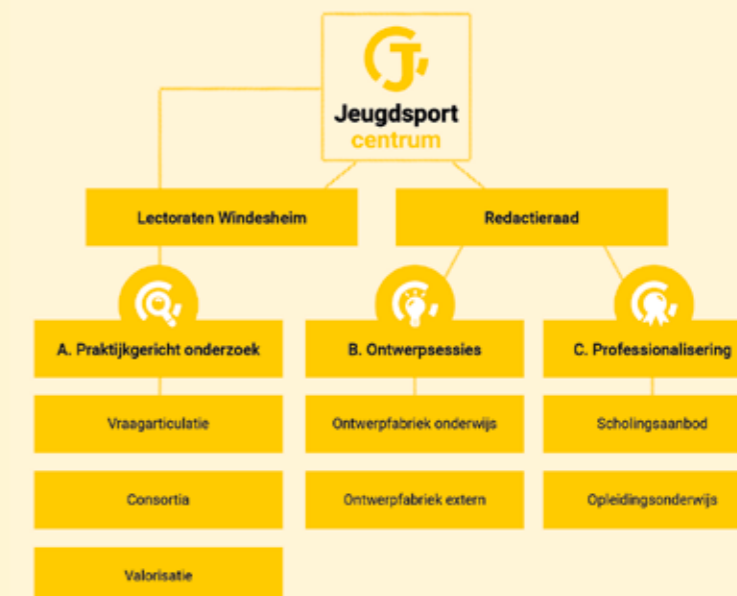 Jeugdsport
centrum
Lectoraten Windesheim
Redactieraad
A. Praktijkgericht onderzoek
B. Ontwerpsessies
C. Professionalisering
Vraagarticulatie
Ontwerpfabriek onderwijs
Scholingsaanbod
Consortia
Ontwerpfabriek extern
Opleidingsonderwijs
Valorisatie